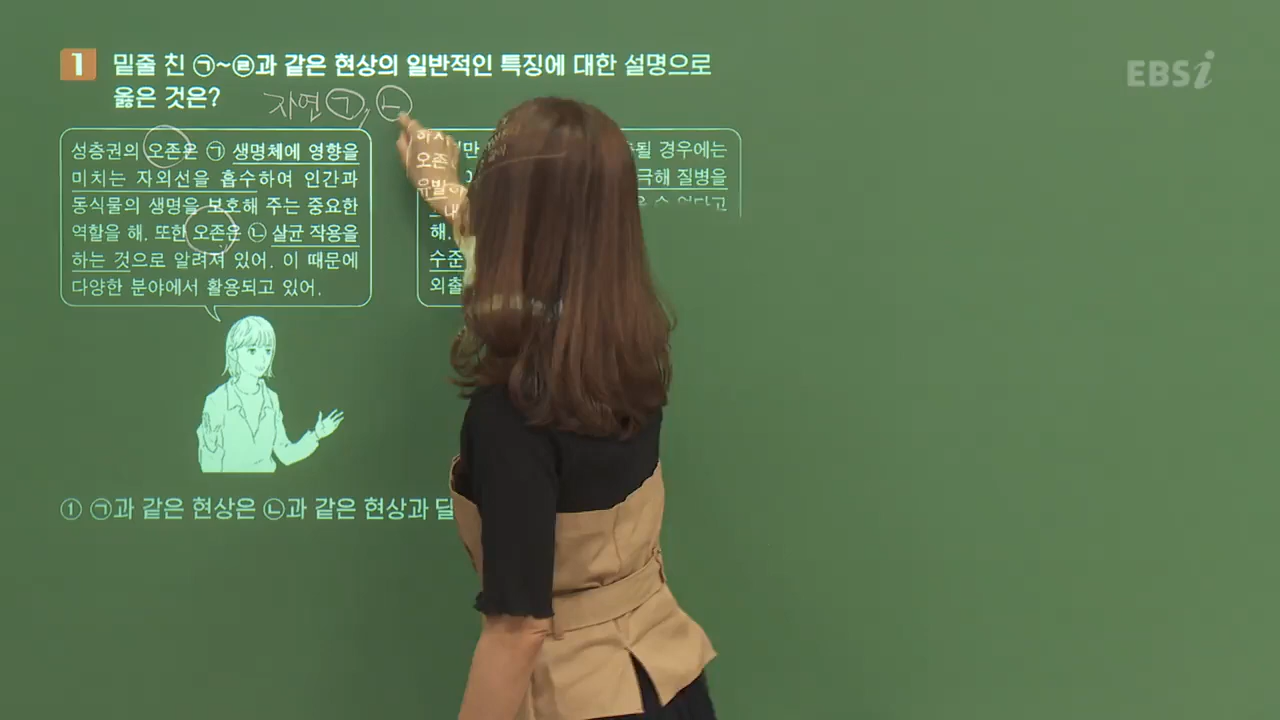 1 밑줄 친 ㉠~㉣과 같은 현상의 일반적인 특징에 대한 설명으로
옳은 것은?
자연 ㉠, ㉡
EBSi
성층권의 오존은 ㉠ 생명체에 영향을
미치는 자외선을 흡수하여 인간과
동식물의 생명을 보호해 주는 중요한
역할을 해. 또한 오존은 ㉡ 살균 작용을
하는 것으로 알려져 있어. 이 때문에
다양한 분야에서 활용되고 있어.
하지만 될 경우에는
오존 극해 질병을
유발
해.
수준
외출
① ㉠과 같은 현상은 ㉡과 같은 현상과 달